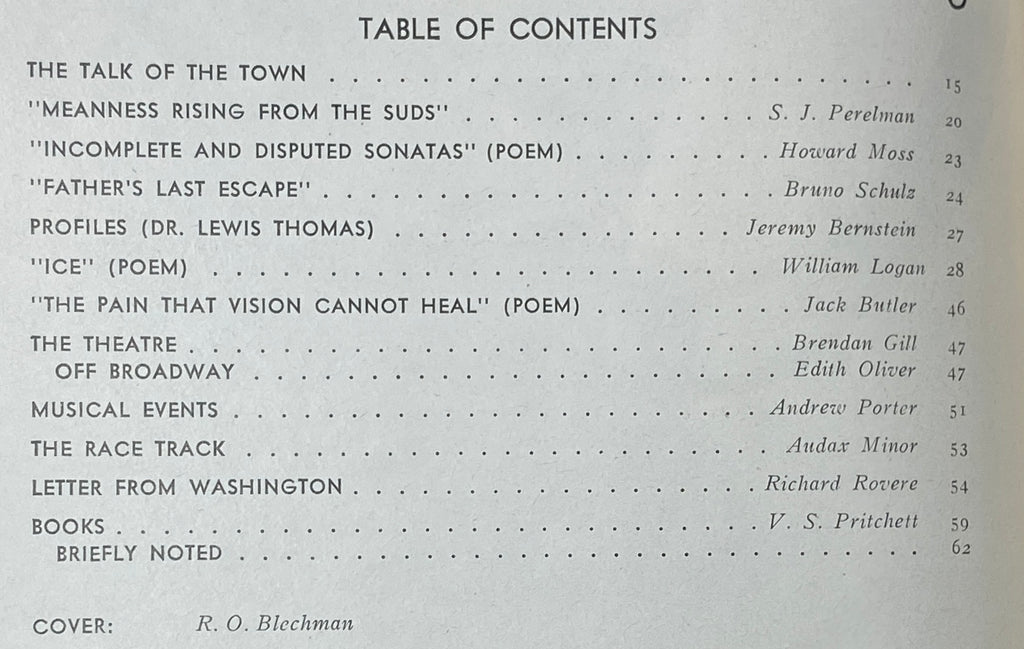 TABLE OF CONTENTS
THE TALK OF THE TOWN . . . . . . . . . . . . . . . . . . . . . 15
"MEANNESS RISING FROM THE SUDS" . . . . . . . . . . . . . S. J. Perelman 20
"INCOMPLETE AND DISPUTED SONATAS" (POEM) . . . . . . . . . Howard Moss 23
"FATHER'S LAST ESCAPE" . . . . . . . . . . . . . . . . . . . . Bruno Schulz 24
PROFILES (DR. LEWIS THOMAS) . . . . . . . . . . . . . . . Jeremy Bernstein 27
"ICE" (POEM) . . . . . . . . . . . . . . . . . . . . . . . . William Logan 28
"THE PAIN THAT VISION CANNOT HEAL" (POEM) . . . . . . . . . Jack Butler 46
THE THEATRE . . . . . . . . . . . . . . . . . . . . . . . . . Brendan Gill 47
OFF BROADWAY . . . . . . . . . . . . . . . . . . . . . . . Edith Oliver 47
MUSICAL EVENTS . . . . . . . . . . . . . . . . . . . . . . Andrew Porter 51
THE RACE TRACK . . . . . . . . . . . . . . . . . . . . . . . Audax Minor 53
LETTER FROM WASHINGTON . . . . . . . . . . . . . . . . . . Richard Rovere 54
BOOKS . . . . . . . . . . . . . . . . . . . . . . . . . . . V. S. Pritchett 59
BRIEFLY NOTED . . . . . . . . . . . . . . . . . . . . . . . . . . 62
COVER: R. O. Blechman